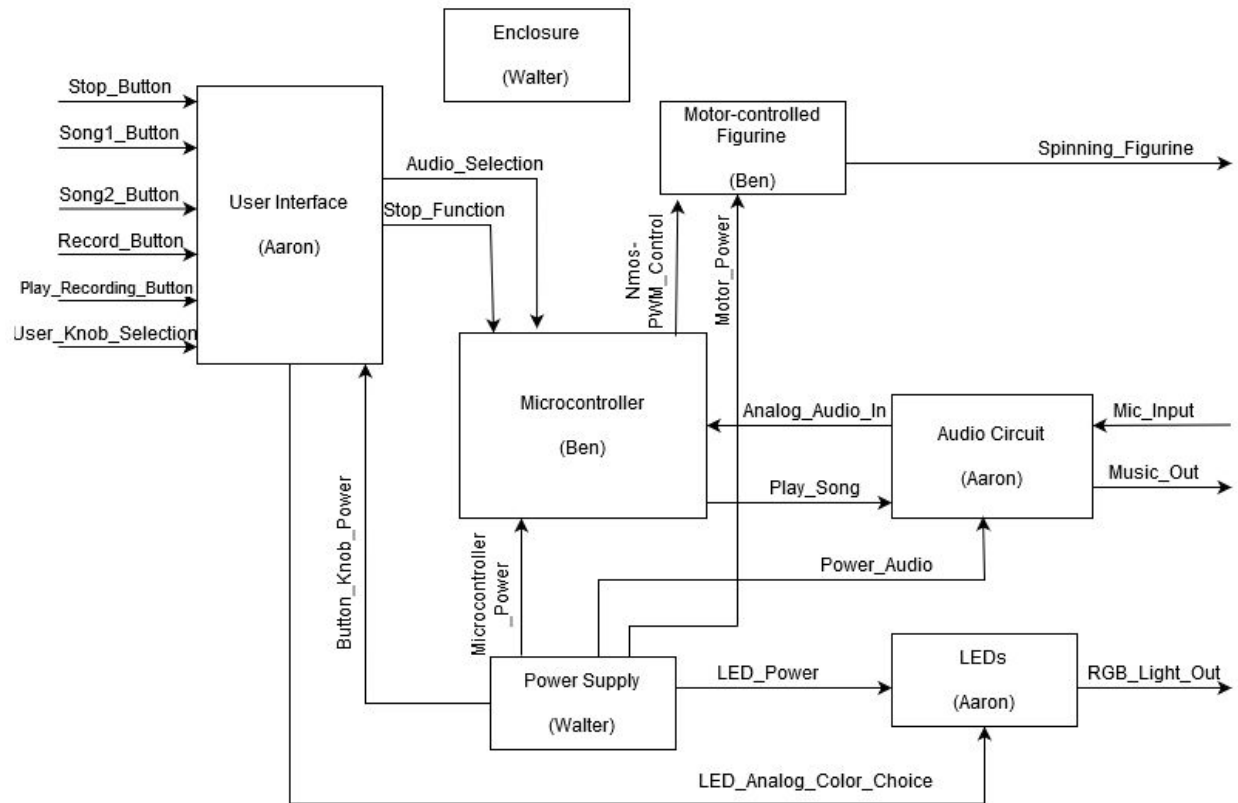 Enclosure
(Walter)
Stop_Button
Song1_Button
Song2_Button
Record_Button
Play_Recording_Button
User_Knob_Selection
User Interface
(Aaron)
Audio_Selection
Stop_Function
Motor-controlled
Figurine
(Ben)
Spinning_Figurine
Nmos-
PWM_Control
Motor_Power
Microcontroller
(Ben)
Analog_Audio_In
Play_Song
Audio Circuit
(Aaron)
Mic_Input
Music_Out
Button_Knob_Power
Microcontroller
_Power
Power_Audio
Power Supply
(Walter)
LED_Power
LEDs
(Aaron)
RGB_Light_Out
LED_Analog_Color_Choice